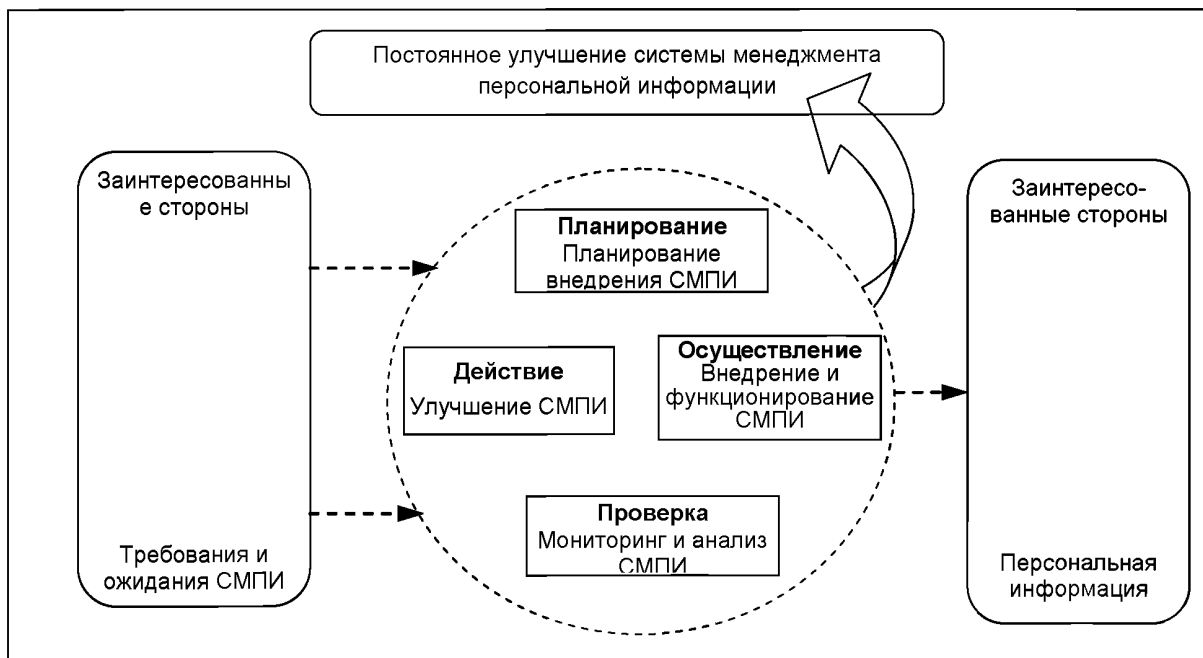 Постоянное улучшение системы менеджмента
персональной информации
Заинтересованны
е стороны
Требования и
ожидания СМПИ
Планирование
Планирование
внедрения СМПИ
Действие
Улучшение СМПИ
Осуществление
Внедрение и
функционирование
СМПИ
Проверка
Мониторинг и анализ
СМПИ
Заинтересо-
ованные стороны
Персональная
информация